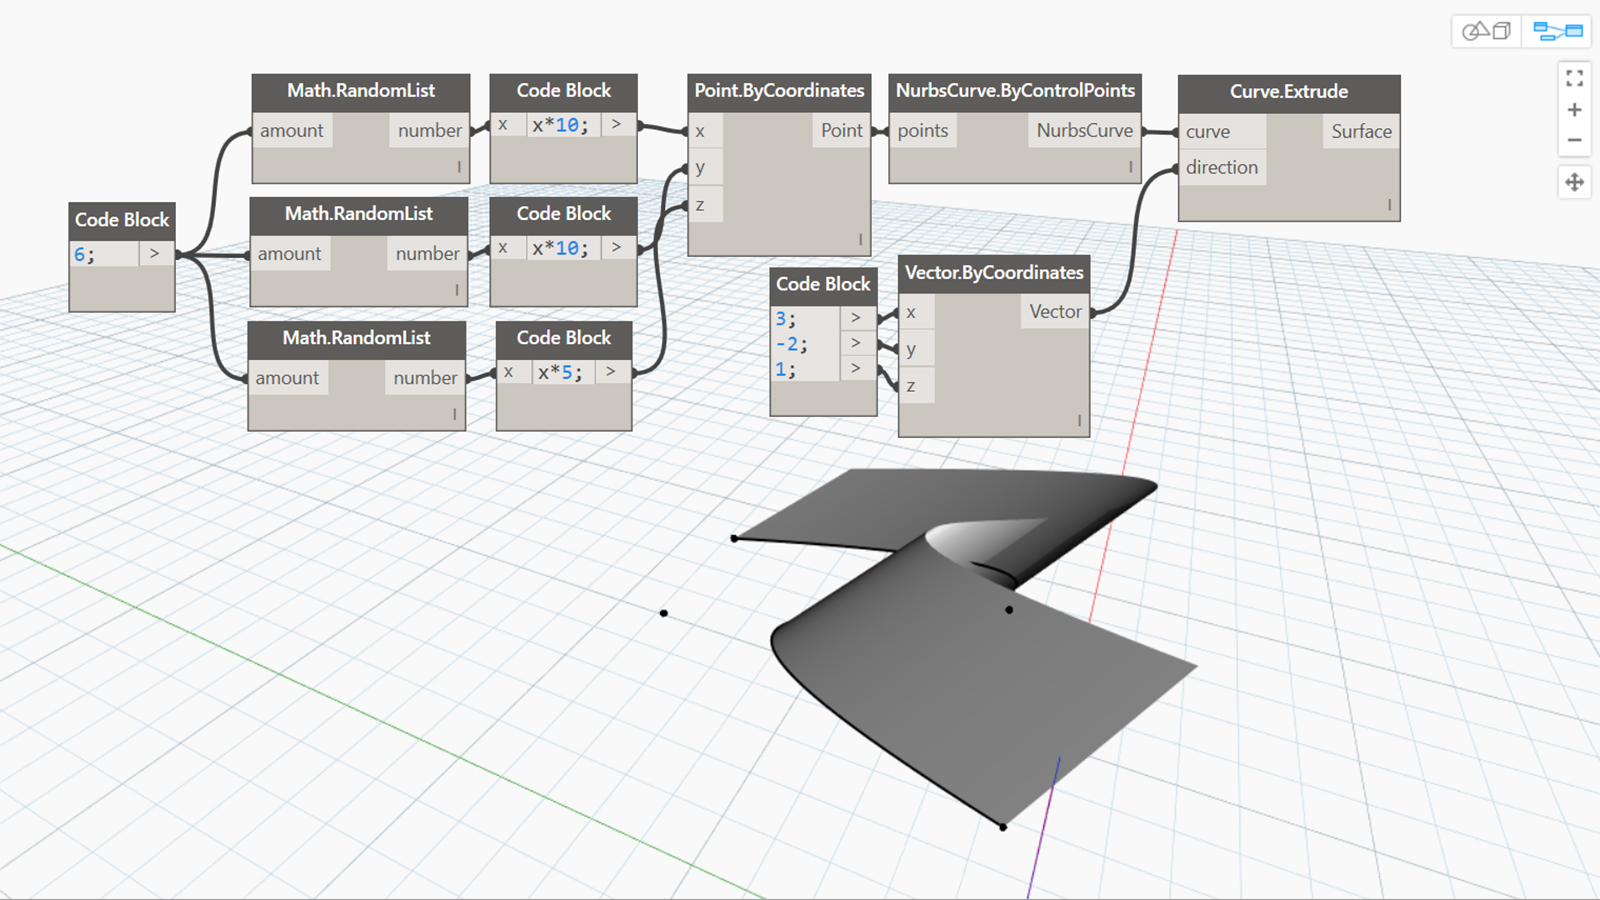 Code Block
6; >
Math.RandomList
amount number
l
Math.RandomList
amount number
l
Math.RandomList
amount number
l
Code Block
x x*10; >
Code Block
x x*10; >
Code Block
x x*5; >
Point.ByCoordinates
x Point
y
z
l
Code Block
3; >
-2; >
1; >
Vector.ByCoordinates
x Vector
y
z
l
NurbsCurve.ByControlPoints
points NurbsCurve
l
Curve.Extrude
curve Surface
direction
l